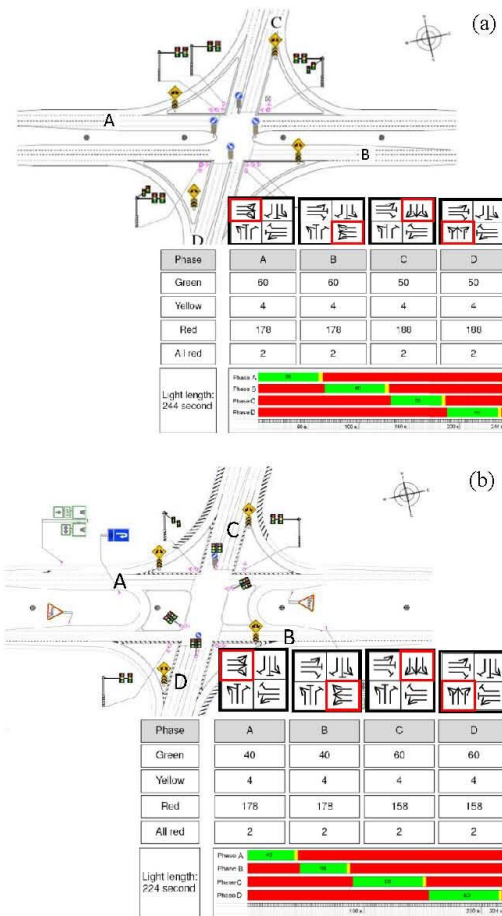 (a)
C
A
B
D
Phase A B C D
Green 60 60 50 50
Yellow 4 4 4 4
Red 178 178 188 188
All red 2 2 2 2
Light length:
244 second
Phase A
Phase B
Phase C
Phase D
(b)
C
A
B
D
Phase A B C D
Green 40 40 60 60
Yellow 4 4 4 4
Red 178 178 158 158
All red 2 2 2 2
Light length:
224 second
Phase A
Phase B
Phase C
Phase D